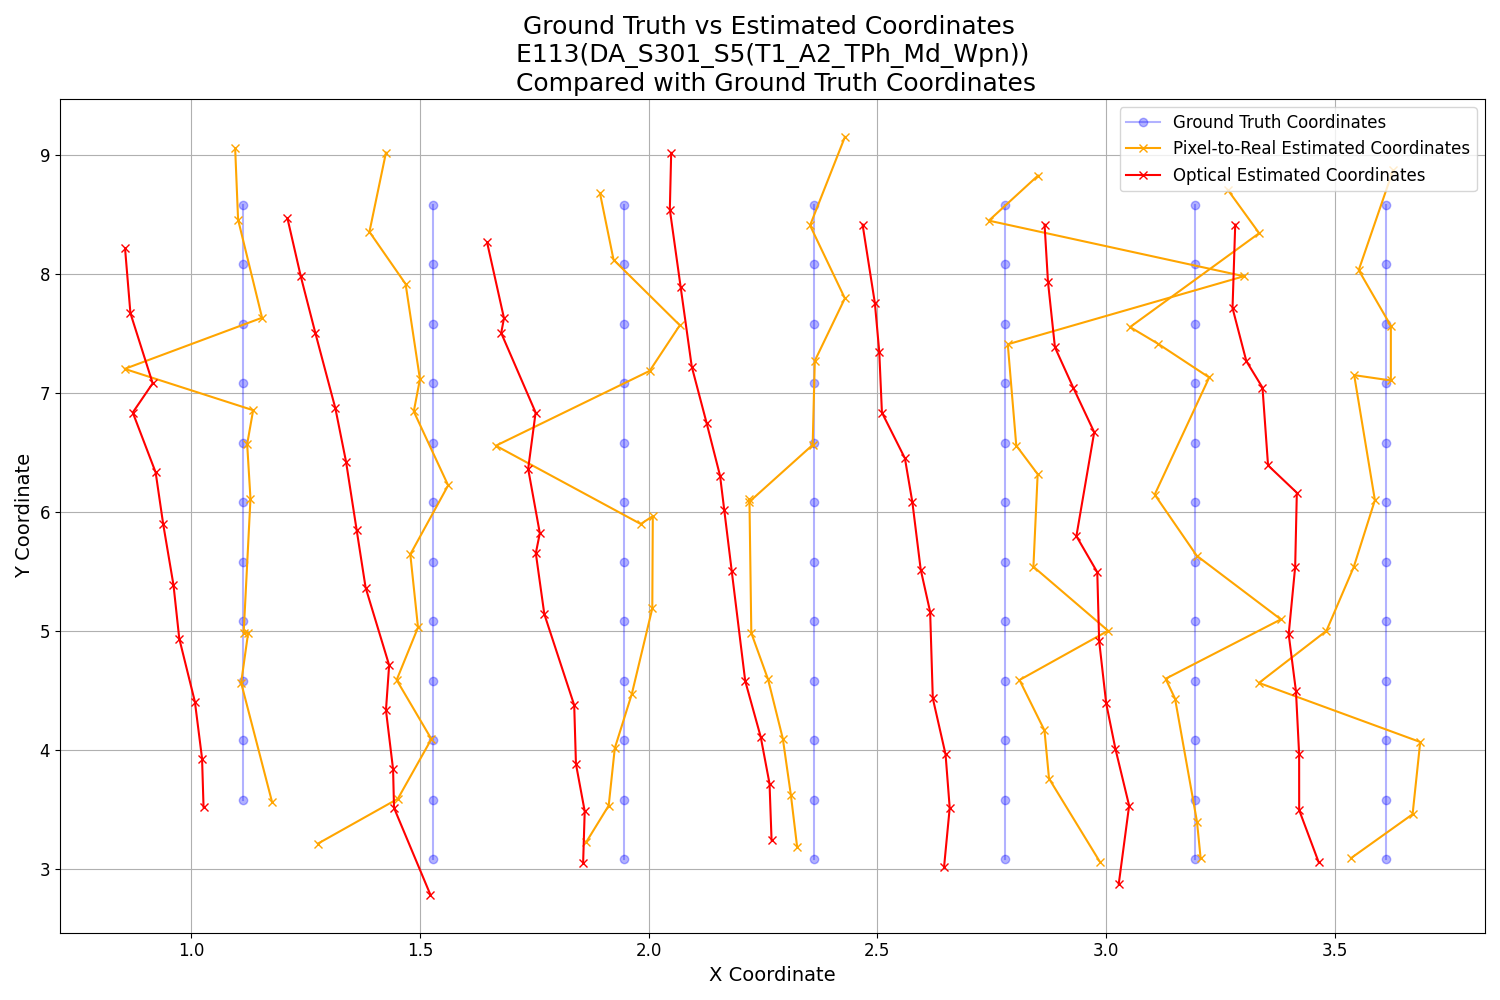 Ground Truth vs Estimated Coordinates
E113(DA_S301_S5(T1_A2_TPh_Md_Wpn))
Compared with Ground Truth Coordinates
Ground Truth Coordinates
Pixel-to-Real Estimated Coordinates
Optical Estimated Coordinates
9
8
7
6
5
4
3
Y Coordinate
1.0 1.5 2.0 2.5 3.0 3.5
X Coordinate